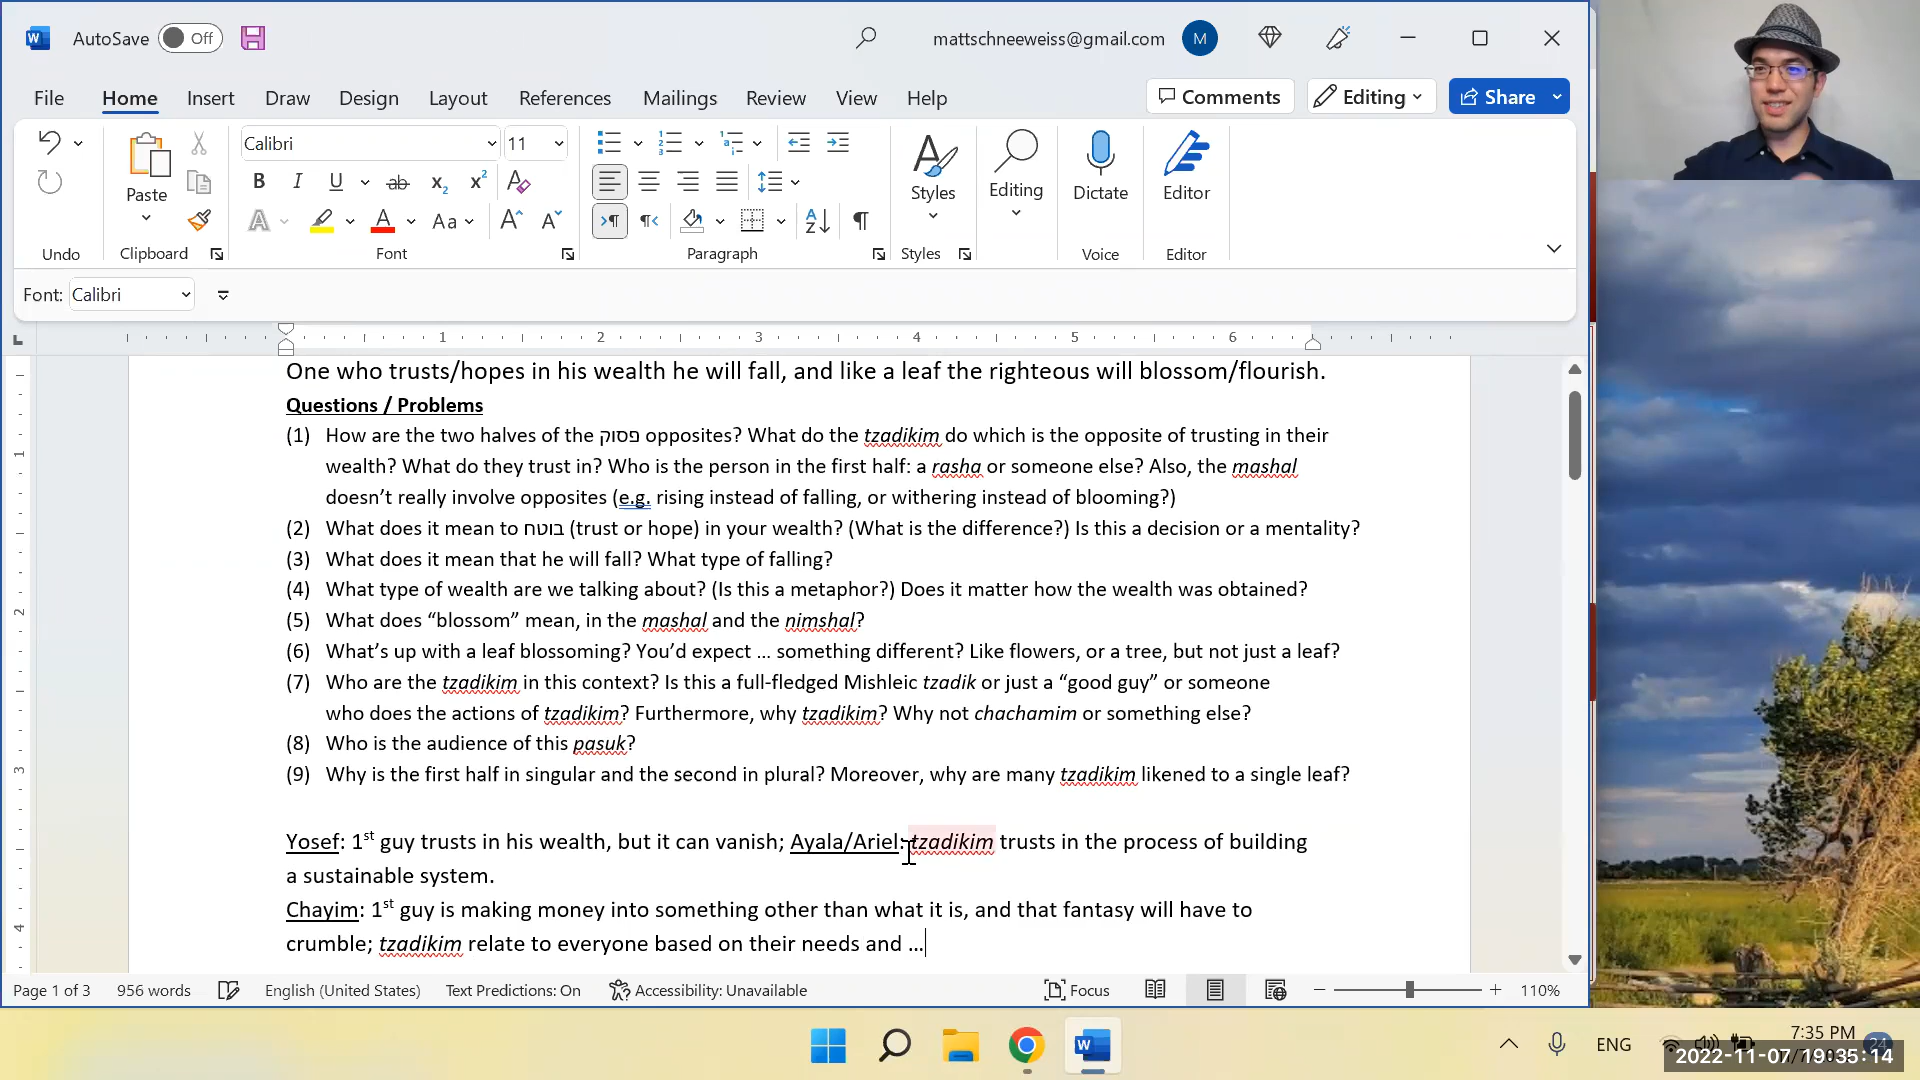 AutoSave Off mattschneeweiss@gmail.com M
File Home Insert Draw Design Layout References Mailings Review View Help Comments Editing Share
Calibri 11
Paste Styles Editing Dictate Editor
Undo Clipboard Font Paragraph Styles Voice Editor
Font: Calibri
1 2 3 4 5 6
One who trusts/hopes in his wealth he will fall, and like a leaf the righteous will blossom/flourish.
Questions / Problems
(1) How are the two halves of the פסוק opposites? What do the tzadikim do which is the opposite of trusting in their
wealth? What do they trust in? Who is the person in the first half: a rasha or someone else? Also, the mashal
doesn’t really involve opposites (e.g. rising instead of falling, or withering instead of blooming?)
(2) What does it mean to בוטח (trust or hope) in your wealth? (What is the difference?) Is this a decision or a mentality?
(3) What does it mean that he will fall? What type of falling?
(4) What type of wealth are we talking about? (Is this a metaphor?) Does it matter how the wealth was obtained?
(5) What does “blossom” mean, in the mashal and the nimshal?
(6) What’s up with a leaf blossoming? You’d expect … something different? Like flowers, or a tree, but not just a leaf?
(7) Who are the tzadikim in this context? Is this a full-fledged Mishleic tzadik or just a “good guy” or someone
who does the actions of tzadikim? Furthermore, why tzadikim? Why not chachamim or something else?
(8) Who is the audience of this pasuk?
(9) Why is the first half in singular and the second in plural? Moreover, why are many tzadikim likened to a single leaf?
Yosef: 1st guy trusts in his wealth, but it can vanish; Ayala/Ariel: tzadikim trusts in the process of building
a sustainable system.
Chayim: 1st guy is making money into something other than what it is, and that fantasy will have to
crumble; tzadikim relate to everyone based on their needs and …
Page 1 of 3 956 words English (United States) Text Predictions: On Accessibility: Unavailable Focus 110%
ENG 7:35 PM
2022-11-07 19:35:14